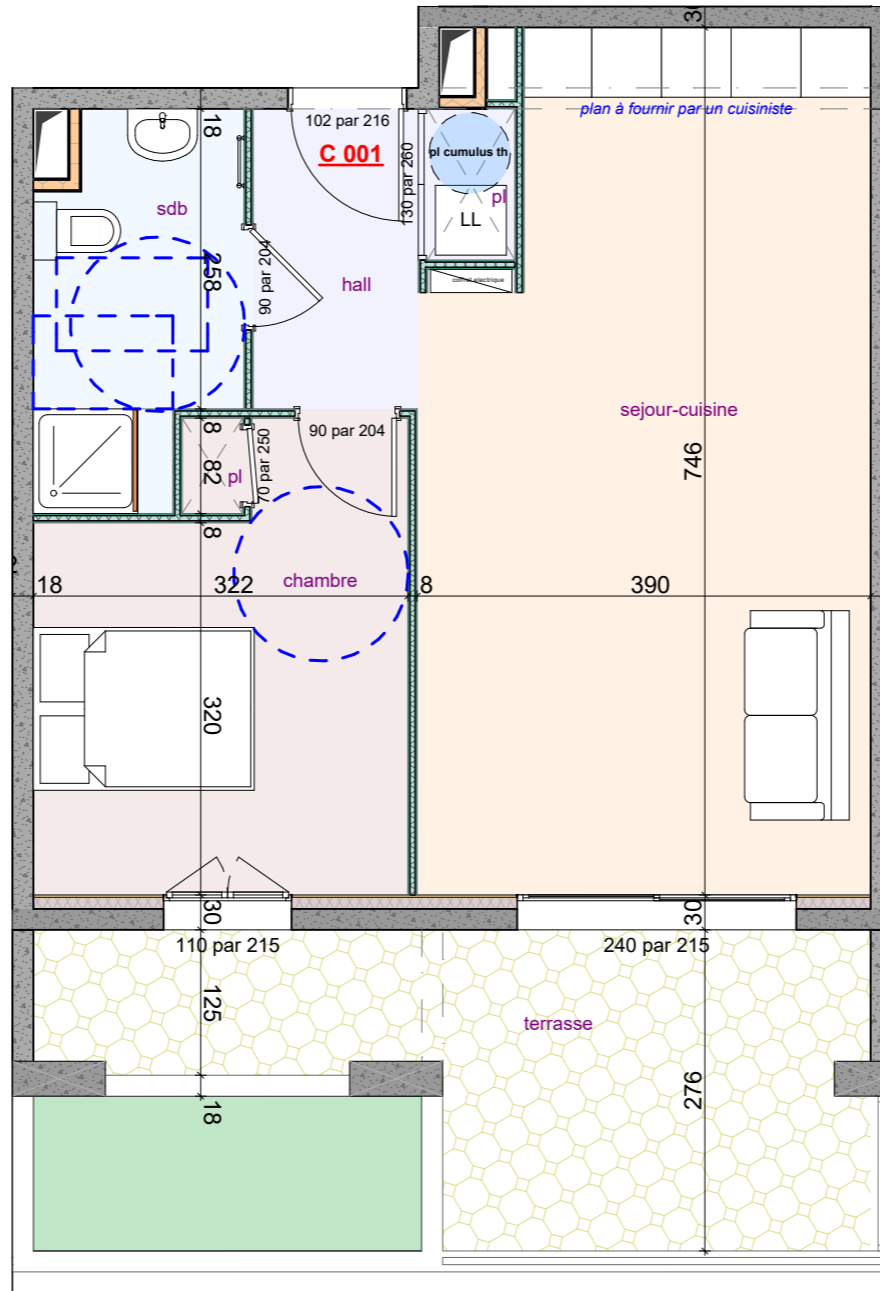 plan à fournir par un cuisiniste
102 par 216
C 001
18
pl cumulus th
130 par 260
pl
LL
sdb
258
90 par 204
hall
coffret electrique
sejour-cuisine
746
8
82
pl
70 par 250
90 par 204
8
18
322
chambre
8
390
320
30
30
110 par 215
240 par 215
125
terrasse
276
18